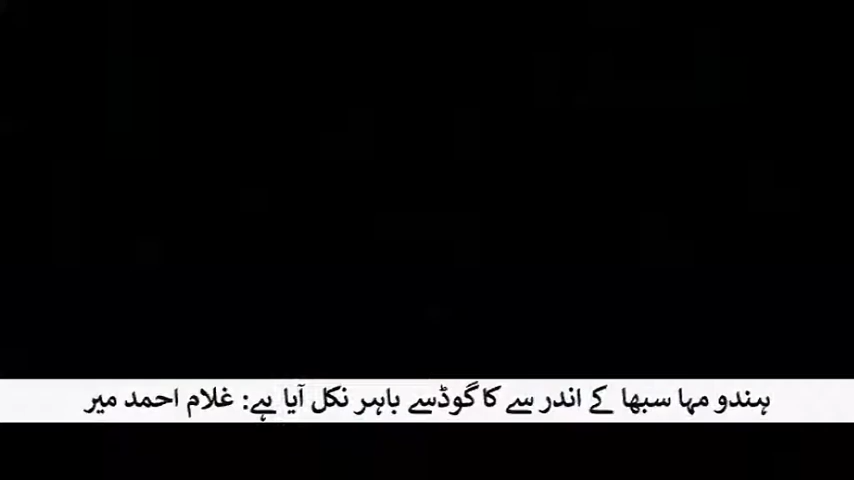 ہندو مہا سبھا کے اندر سے کا گوڈسے باہر نکل آیا ہے: غلام احمد میر